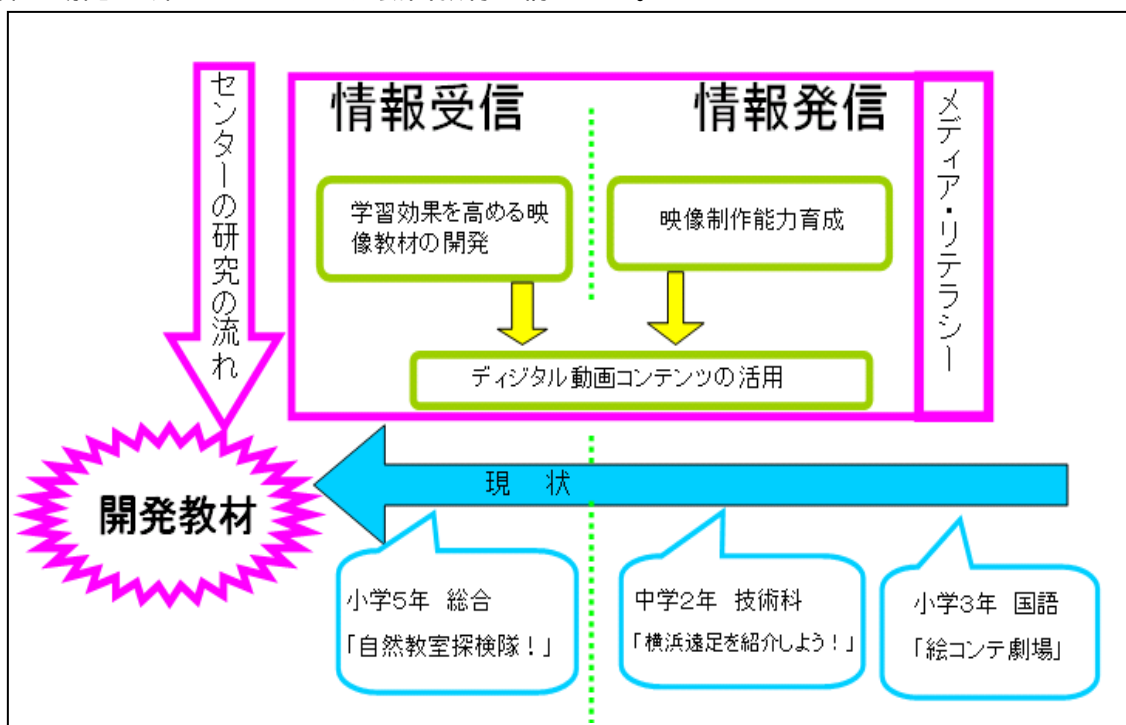 センターの研究の流れ
情報受信
情報発信
メディア・リテラシー
学習効果を高める映
像教材の開発
映像制作能力育成
ディジタル動画コンテンツの活用
現 状
開発教材
小学5年 総合
「自然教室探検隊!」
中学2年 技術科
「横浜遠足を紹介しよう!」
小学3年 国語
「絵コンテ劇場」